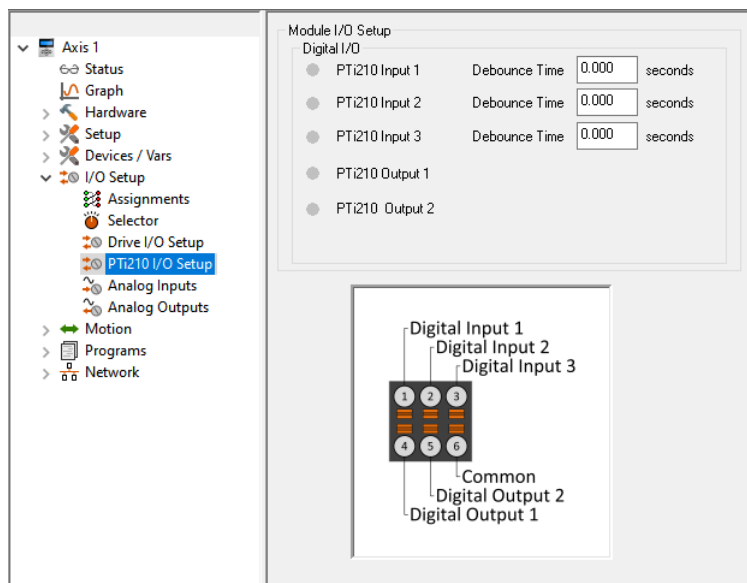 Axis 1
Status
Graph
Hardware
Setup
Devices / Vars
I/O Setup
Assignments
Selector
Drive I/O Setup
PTi210 I/O Setup
Analog Inputs
Analog Outputs
Motion
Programs
Network
Module I/O Setup
Digital I/O
PTi210 Input 1 Debounce Time 0.000 seconds
PTi210 Input 2 Debounce Time 0.000 seconds
PTi210 Input 3 Debounce Time 0.000 seconds
PTi210 Output 1
PTi210 Output 2
Digital Input 1
Digital Input 2
Digital Input 3
1 2 3
4 5 6
Common
Digital Output 2
Digital Output 1